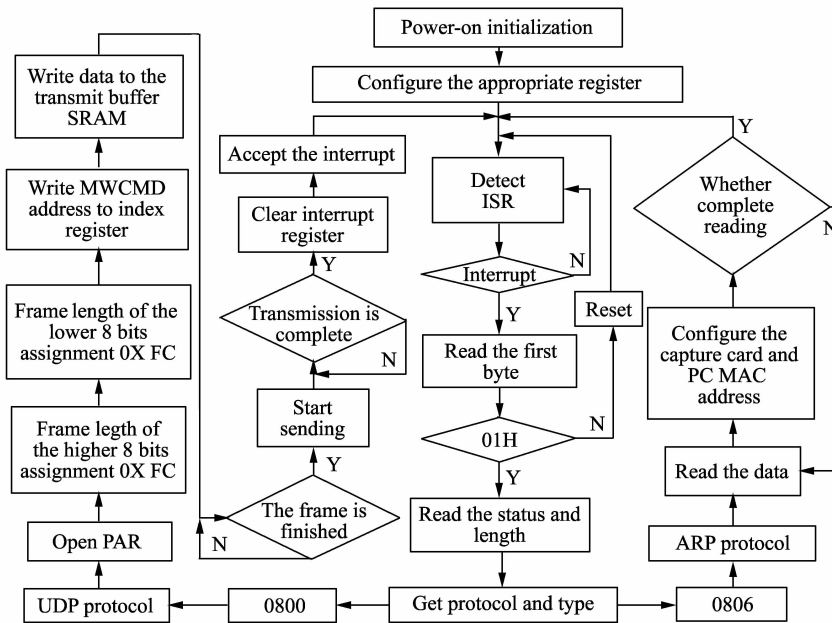 Power-on initialization
Configure the appropriate register
Write data to the
transmit buffer
SRAM
Write MWCMD
address to index
register
Frame length of the
lower 8 bits
assignment 0X FC
Frame legth of
the higher 8 bits
assignment 0X FC
Open PAR
UDP protocol
Accept the interrupt
Clear interrupt
register
Y
Transmission is
complete
N
Start
sending
Y
The frame is
finished
N
0800
Detect
ISR
Interrupt
N
Y
Read the first
byte
Reset
01H
N
Y
Read the status and
length
Get protocol and type
Y
Whether
complete
reading
N
Configure the
capture card and
PC MAC
address
Read the data
ARP protocol
0806